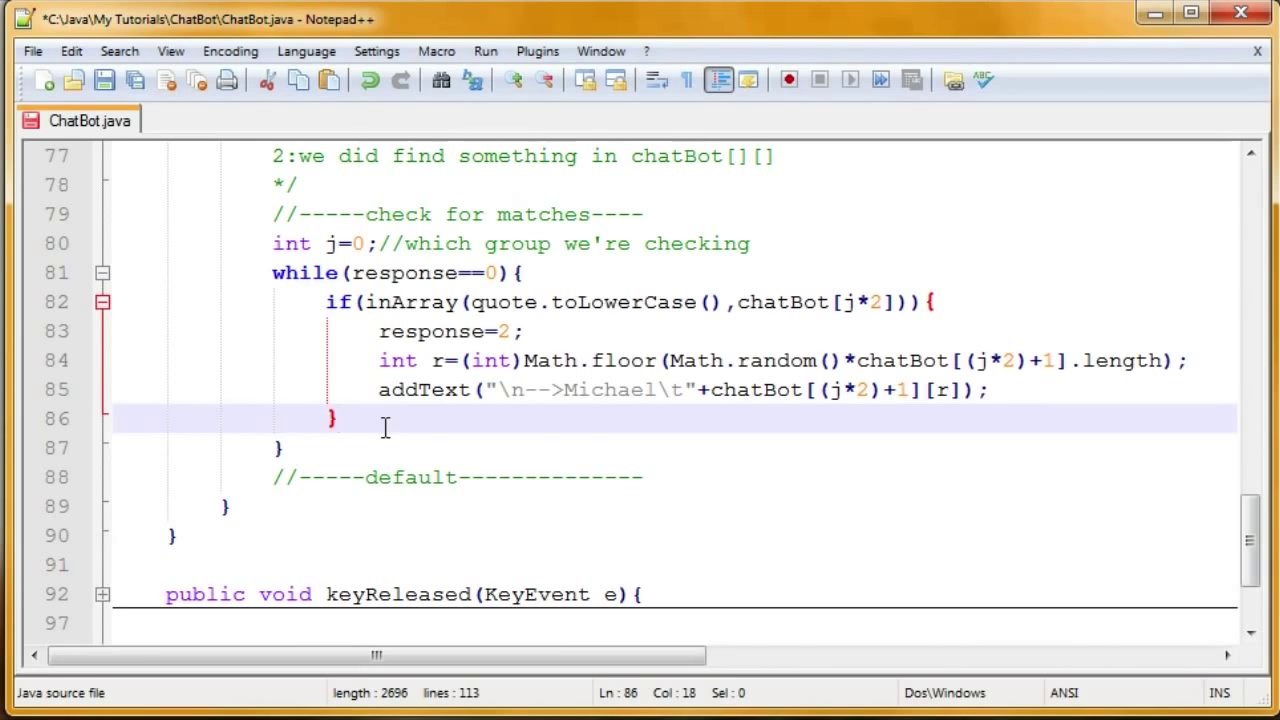 *C:\Java\My Tutorials\ChatBot\ChatBot.java - Notepad++
File Edit Search View Encoding Language Settings Macro Run Plugins Window ? X
ABC
ChatBot.java
77 2:we did find something in chatBot[][]
78 */
79 //-----check for matches----
80 int j=0;//which group we're checking
81 while(response==0){
82 if(inArray(quote.toLowerCase(),chatBot[j*2])){
83 response=2;
84 int r=(int)Math.floor(Math.random()*chatBot[(j*2)+1].length);
85 addText("\n-->Michael\t"+chatBot[(j*2)+1][r]);
86 }
87 }
88 //-----default--------------
89 }
90 }
91
92 public void keyReleased(KeyEvent e){
97
Java source file length : 2696 lines : 113 Ln : 86 Col : 18 Sel : 0 Dos\Windows ANSI INS